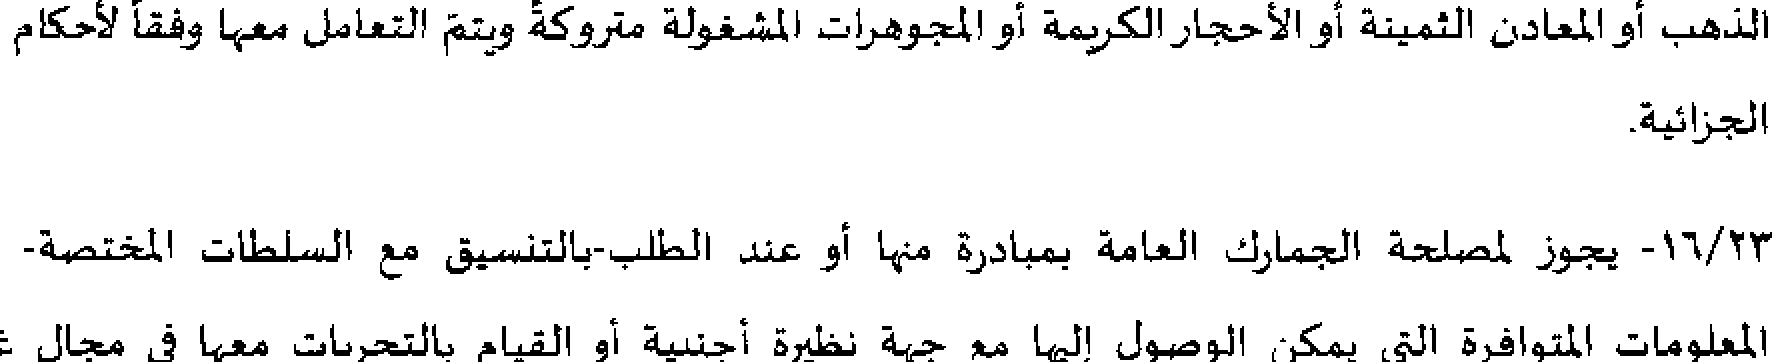 الذهب أو المعادن الثمينة أو الأحجار الكريمة أو المجوهرات المشغولة متروكةً ويتمّ التعامل معها وفقاً لأحكام
الجزائية.
١٦/٢٣- يجوز لمصلحة الجمارك العامة بمبادرة منها أو عند الطلب-بالتنسيق مع السلطات المختصة-
المعلومات المتوافرة التي يمكن الوصول إليها مع جهة نظيرة أجنبية أو القيام بالتحريات معها في مجال